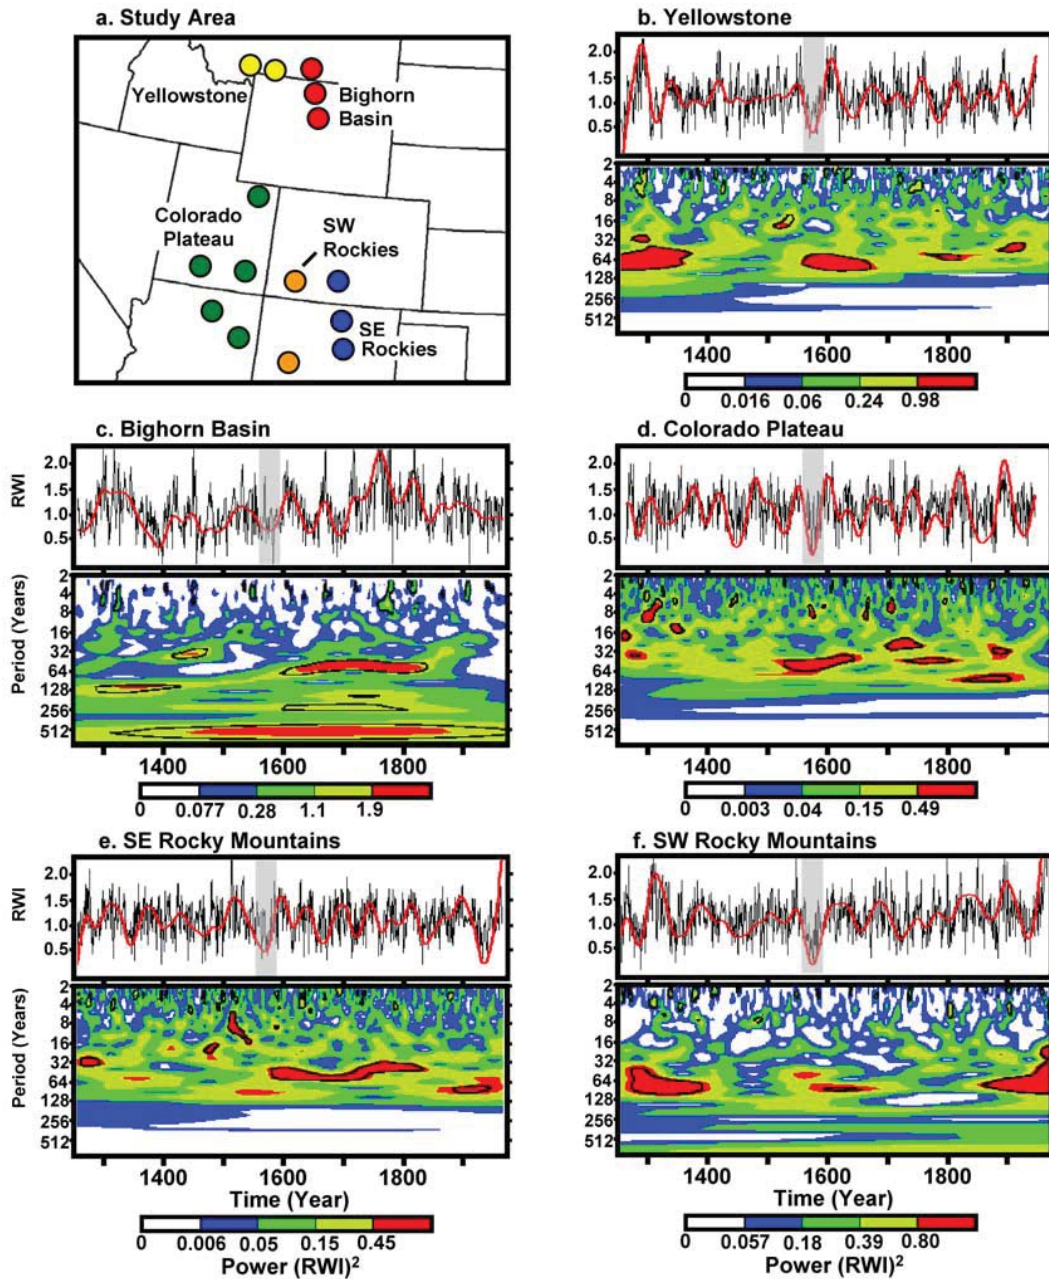 a. Study Area
Yellowstone
Bighorn
Basin
Colorado
Plateau
SW
Rockies
SE
Rockies
b. Yellowstone
2.0
1.5
1.0
0.5
2
4
8
16
32
64
128
256
512
1400 1600 1800
0 0.016 0.06 0.24 0.98
c. Bighorn Basin
RWI
2.0
1.5
1.0
0.5
Period (Years)
2
4
8
16
32
64
128
256
512
1400 1600 1800
0 0.077 0.28 1.1 1.9
d. Colorado Plateau
2.0
1.5
1.0
0.5
2
4
8
16
32
64
128
256
512
1400 1600 1800
0 0.003 0.04 0.15 0.49
e. SE Rocky Mountains
RWI
2.0
1.5
1.0
0.5
Period (Years)
2
4
8
16
32
64
128
256
512
1400 1600 1800
Time (Year)
0 0.006 0.05 0.15 0.45
Power (RWI)²
f. SW Rocky Mountains
2.0
1.5
1.0
0.5
2
4
8
16
32
64
128
256
512
1400 1600 1800
Time (Year)
0 0.057 0.18 0.39 0.80
Power (RWI)²